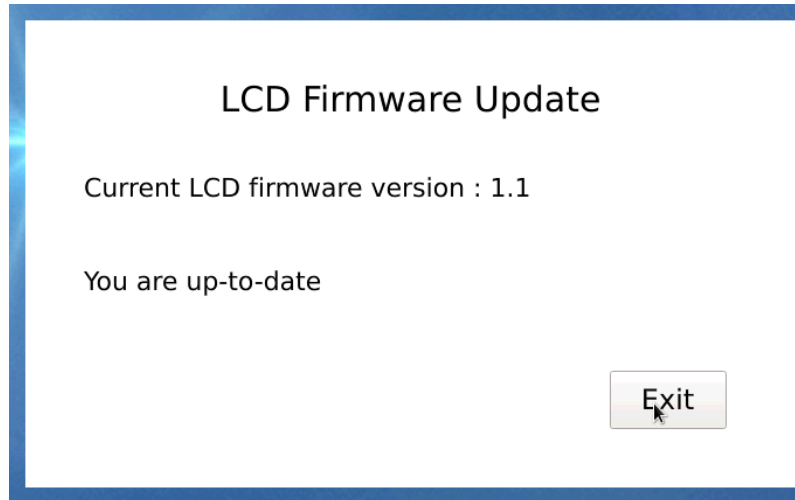 LCD Firmware Update
Current LCD firmware version : 1.1
You are up-to-date
Exit